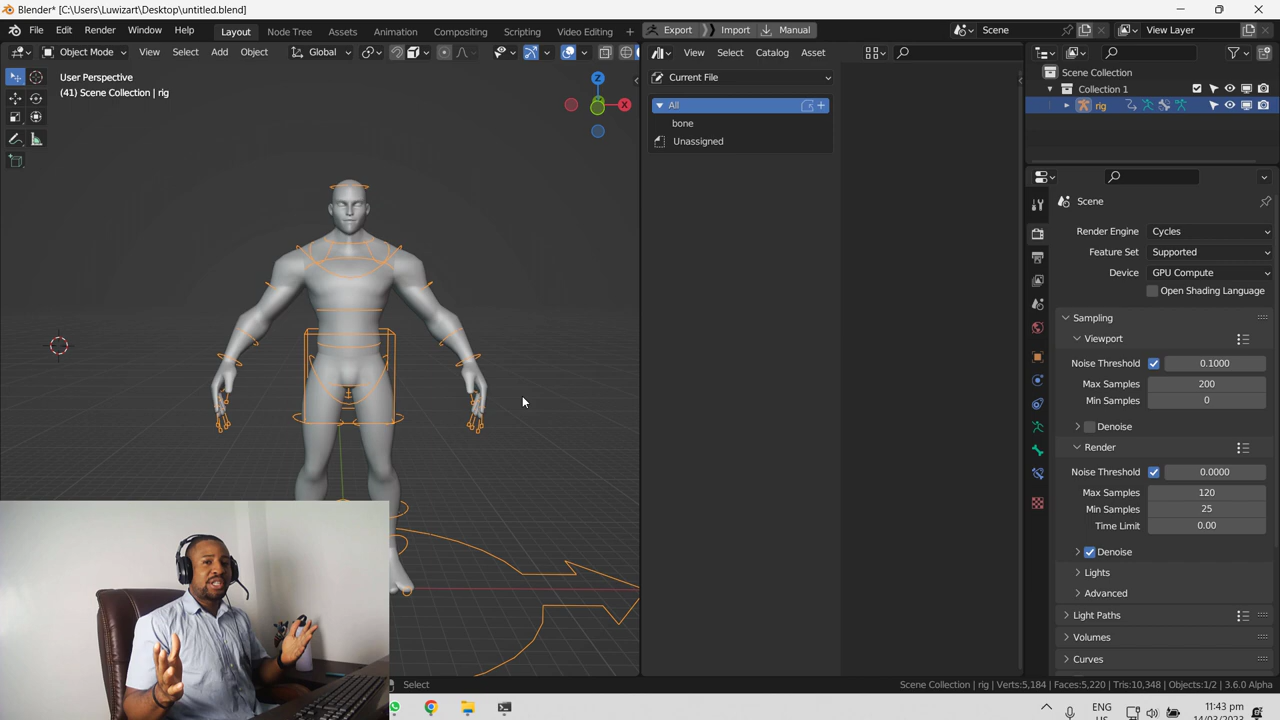 Blender* [C:\Users\Luwizart\Desktop\untitled.blend]
File Edit Render Window Help Layout Node Tree Assets Animation Compositing Scripting Rendering Video Editing + Export Import Manual Scene View Layer
Object Mode View Select Add Object Global View Select Catalog Asset
User Perspective
(41) Scene Collection | rig
Z
X
Current File
All
bone
Unassigned
Scene Collection
Collection 1
rig
Scene
Render Engine Cycles
Feature Set Supported
Device GPU Compute
Open Shading Language
Sampling
Viewport
Noise Threshold 0.1000
Max Samples 200
Min Samples 0
Denoise
Render
Noise Threshold 0.0000
Max Samples 120
Min Samples 25
Time Limit 0.00
Denoise
Lights
Advanced
Light Paths
Volumes
Curves
Select
Scene Collection | rig | Verts:5,184 | Faces:5,220 | Tris:10,348 | Objects:1/2 | 3.6.0 Alpha
ENG
11:43 pm